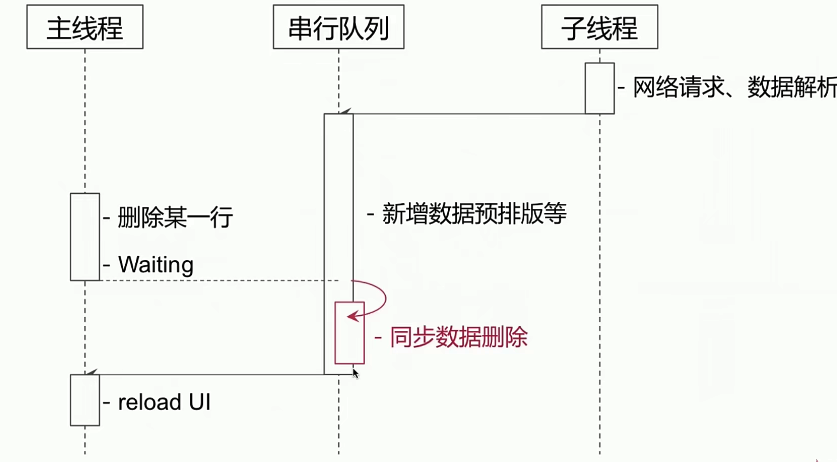 主线程
串行队列
子线程
- 网络请求、数据解析
- 删除某一行
- 新增数据预排版等
- Waiting
- 同步数据删除
- reload UI